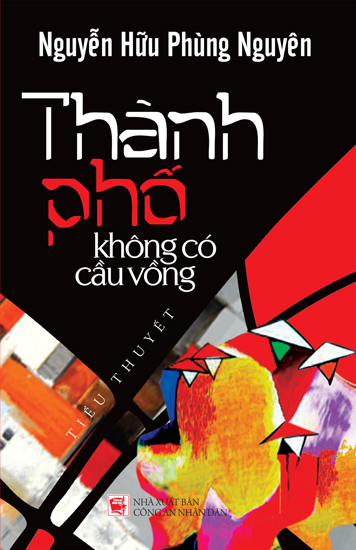 Nguyễn Hữu Phùng Nguyên
Thành
phố
không có
cầu vồng
TIỂU THUYẾT
NHÀ XUẤT BẢN
CÔNG AN NHÂN DÂN